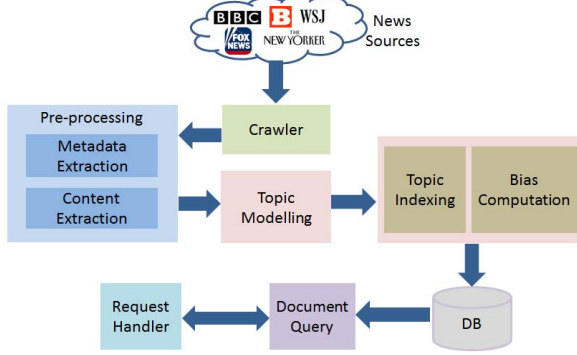 BBC B WSJ
News
Sources
FOX
NEWS
THE
NEW YORKER
Pre-processing
Metadata
Extraction
Content
Extraction
Crawler
Topic
Modelling
Topic
Indexing
Bias
Computation
Request
Handler
Document
Query
DB